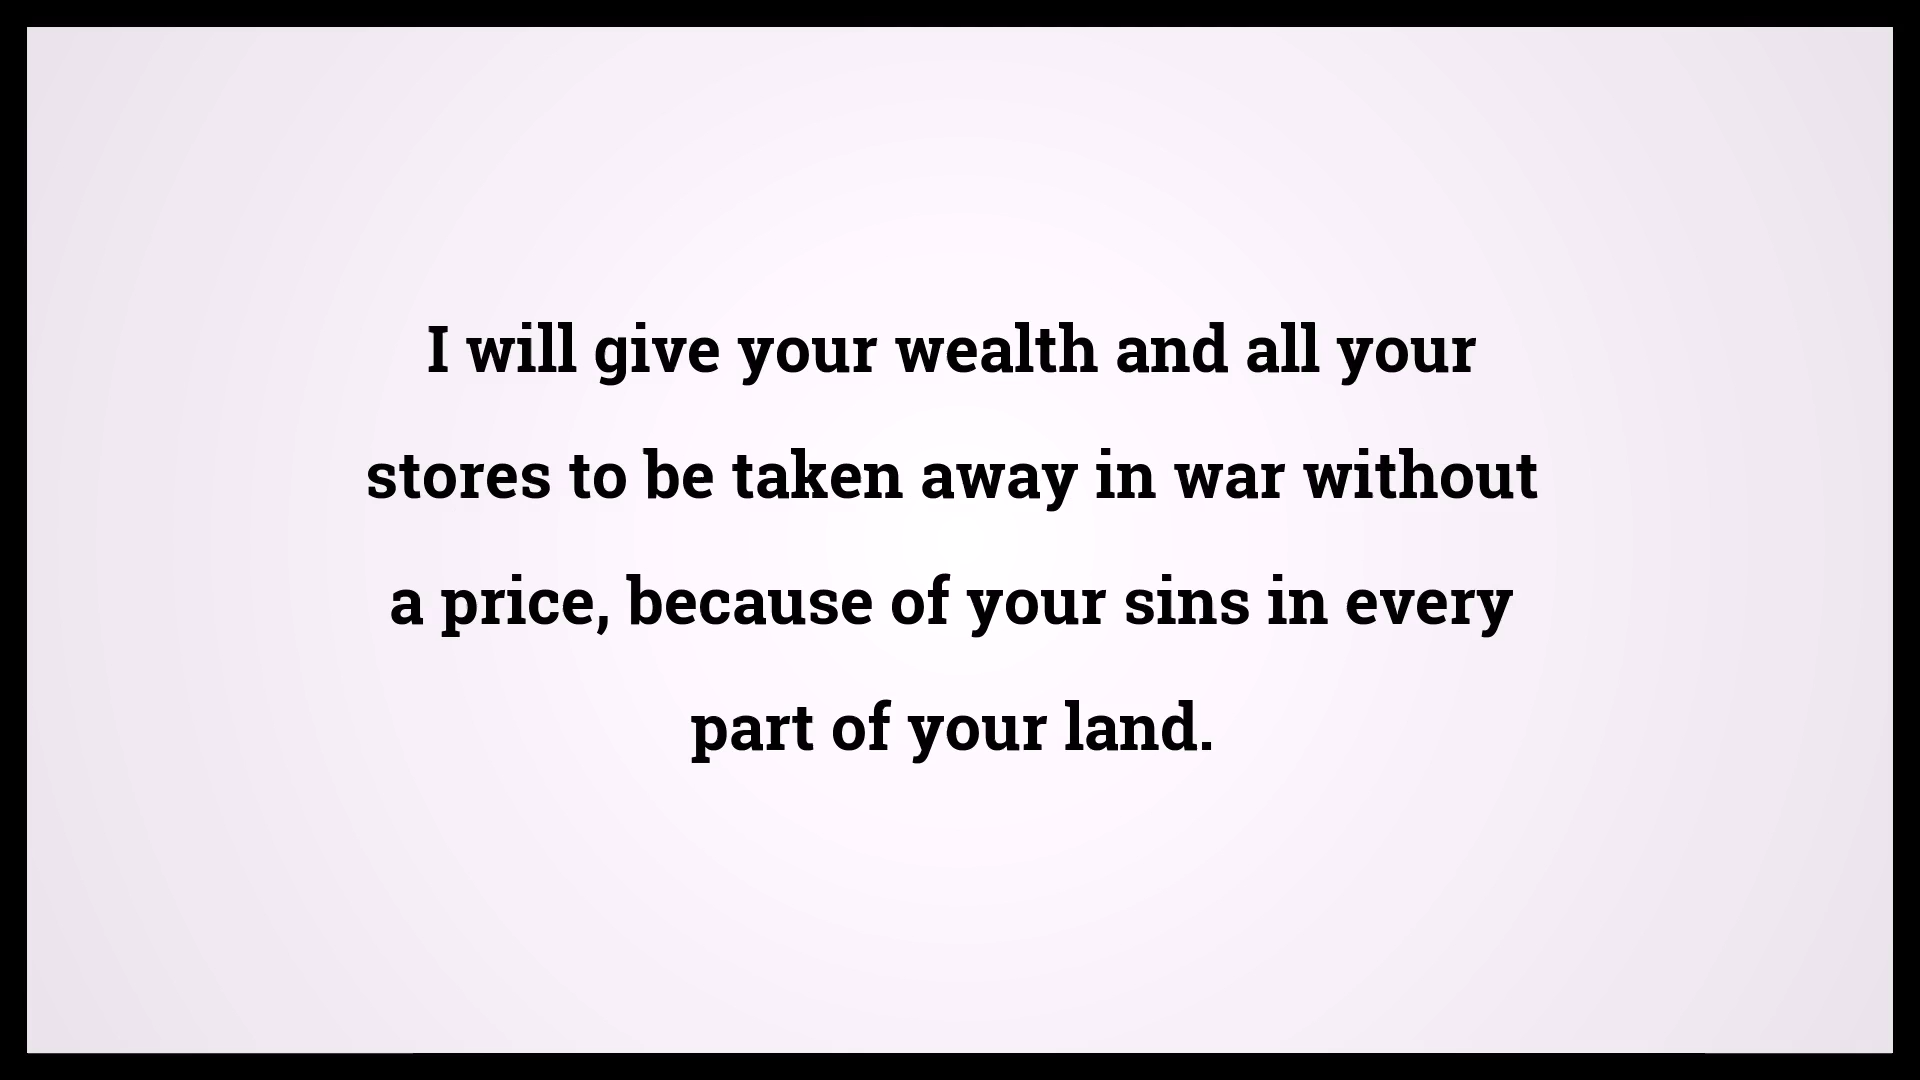 I will give your wealth and all your
stores to be taken away in war without
a price, because of your sins in every
part of your land.